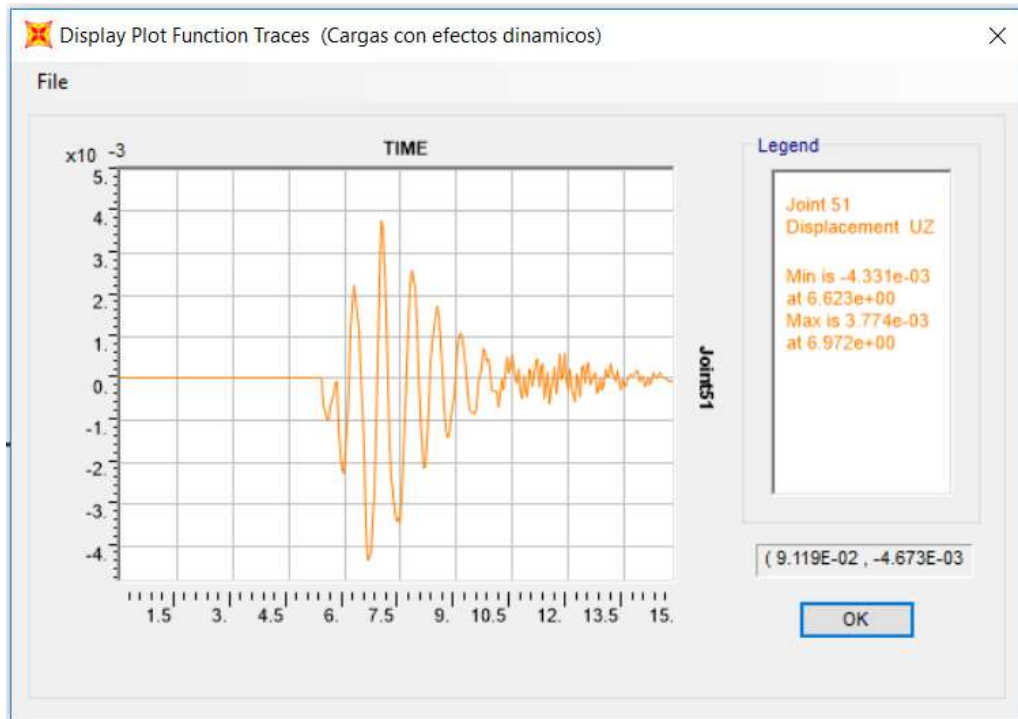 Display Plot Function Traces (Cargas con efectos dinamicos)
File
x10 -3
TIME
Legend
5.
4.
3.
2.
1.
0.
-1.
-2.
-3.
-4.
1.5 3. 4.5 6. 7.5 9. 10.5 12. 13.5 15.
Joint51
Joint 51
Displacement UZ
Min is -4.331e-03
at 6.623e+00
Max is 3.774e-03
at 6.972e+00
( 9.119E-02 , -4.673E-03
OK